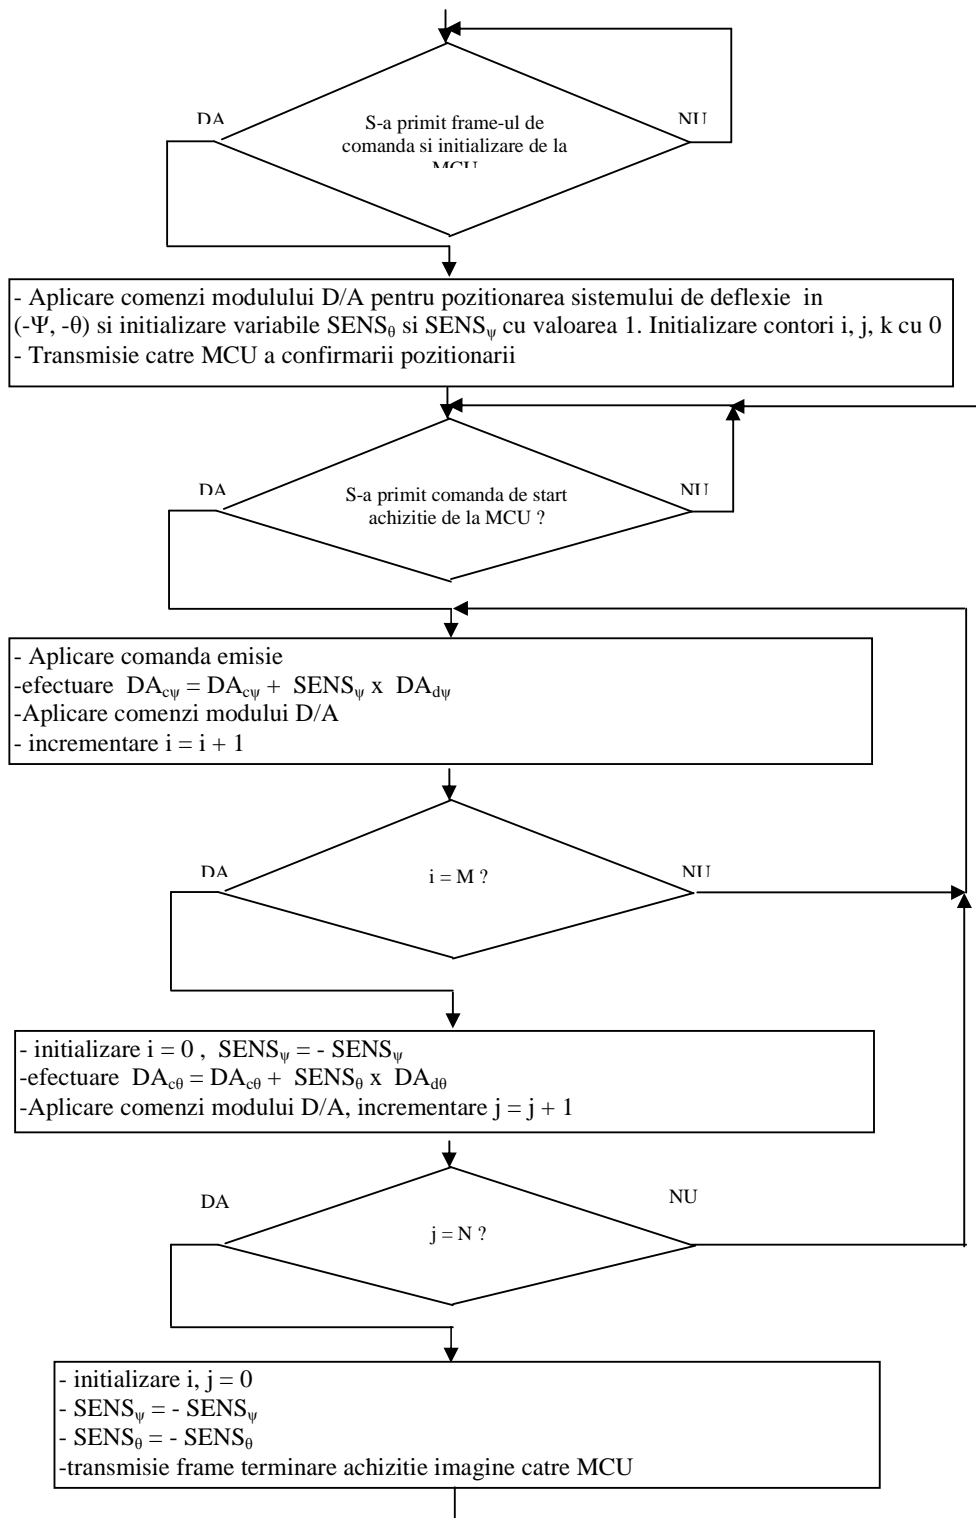 S-a primit frame-ul de
comanda si initializare de la
MCU
DA
NU
- Aplicare comenzi modulului D/A pentru pozitionarea sistemului de deflexie in
(-Ψ, -θ) si initializare variabile SENSθ si SENSψ cu valoarea 1. Initializare contori i, j, k cu 0
- Transmisie catre MCU a confirmarii pozitionarii
DA
NU
S-a primit comanda de start
achizitie de la MCU ?
- Aplicare comanda emisie
-efectuare DAcψ = DAcψ + SENSψ x DAdψ
-Aplicare comenzi modului D/A
- incrementare i = i + 1
DA
NU
i = M ?
- initializare i = 0 , SENSψ = - SENSψ
-efectuare DAcθ = DAcθ + SENSθ x DAdθ
-Aplicare comenzi modului D/A, incrementare j = j + 1
DA
NU
j = N ?
- initializare i, j = 0
- SENSψ = - SENSψ
- SENSθ = - SENSθ
-transmisie frame terminare achizitie imagine catre MCU